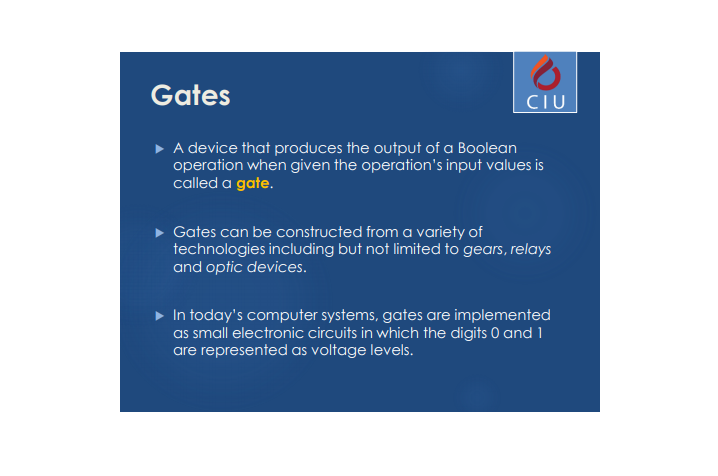 CIU
Gates
A device that produces the output of a Boolean
operation when given the operation's input values is
called a gate.
Gates can be constructed from a variety of
technologies including but not limited to gears, relays
and optic devices.
In today's computer systems, gates are implemented
as small electronic circuits in which the digits 0 and 1
are represented as voltage levels.